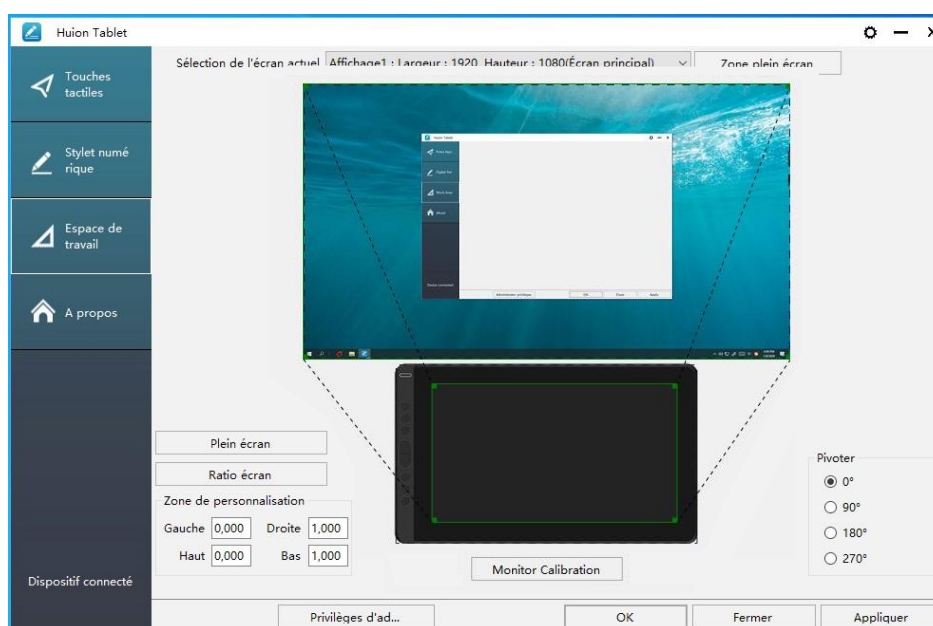 Huion Tablet
Touches
tactiles
Stylet numé
rique
Espace de
travail
A propos
Dispositif connecté
Sélection de l'écran actuel Affichage1 : Largeur : 1920 Hauteur : 1080(Écran principal) Zone plein écran
Huion Tablet
Plein écran
Ratio écran
Zone de personnalisation
Gauche 0,000 Droite 1,000
Haut 0,000 Bas 1,000
Monitor Calibration
Pivoter
0°
90°
180°
270°
Privilèges d'ad... OK Fermer Appliquer